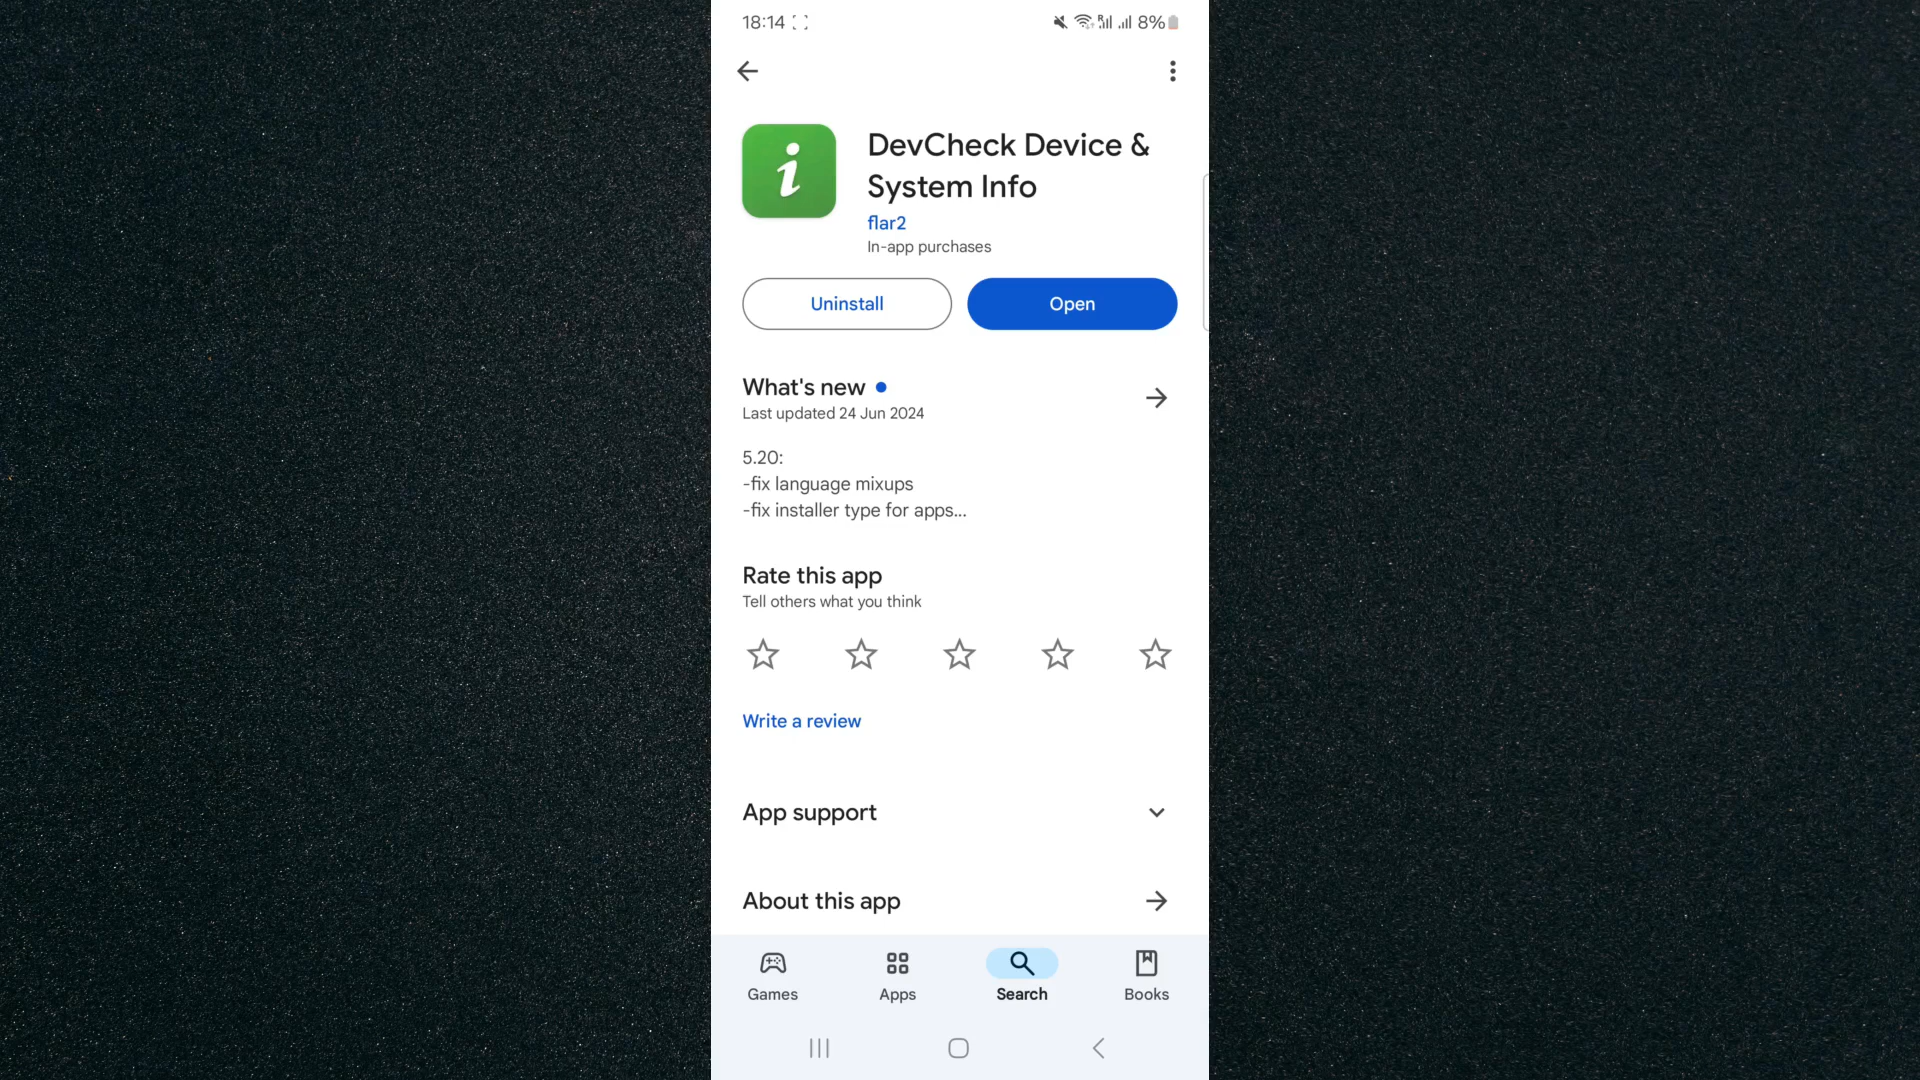 18:14
8%
DevCheck Device &
System Info
flar2
In-app purchases
Uninstall
Open
What's new
Last updated 24 Jun 2024
5.20:
-fix language mixups
-fix installer type for apps...
Rate this app
Tell others what you think
Write a review
App support
About this app
Games
Apps
Search
Books